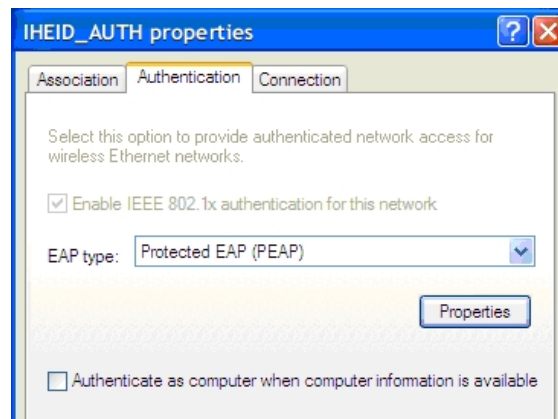 IHEID_AUTH properties
Association
Authentication
Connection
Select this option to provide authenticated network access for
wireless Ethernet networks.
Enable IEEE 802.1x authentication for this network
EAP type:
Protected EAP (PEAP)
Properties
Authenticate as computer when computer information is available